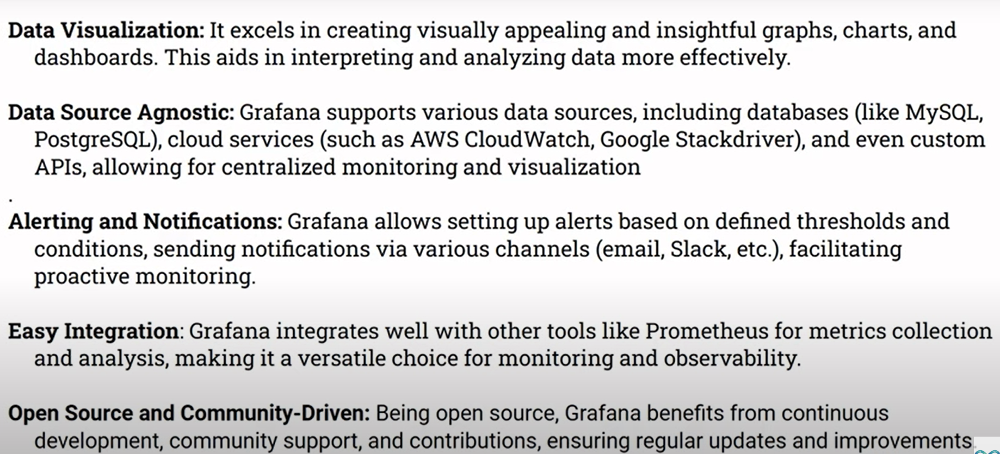 Data Visualization: It excels in creating visually appealing and insightful graphs, charts, and
dashboards. This aids in interpreting and analyzing data more effectively.
Data Source Agnostic: Grafana supports various data sources, including databases (like MySQL,
PostgreSQL), cloud services (such as AWS CloudWatch, Google Stackdriver), and even custom
APIs, allowing for centralized monitoring and visualization
.
Alerting and Notifications: Grafana allows setting up alerts based on defined thresholds and
conditions, sending notifications via various channels (email, Slack, etc.), facilitating
proactive monitoring.
Easy Integration: Grafana integrates well with other tools like Prometheus for metrics collection
and analysis, making it a versatile choice for monitoring and observability.
Open Source and Community-Driven: Being open source, Grafana benefits from continuous
development, community support, and contributions, ensuring regular updates and improvements.